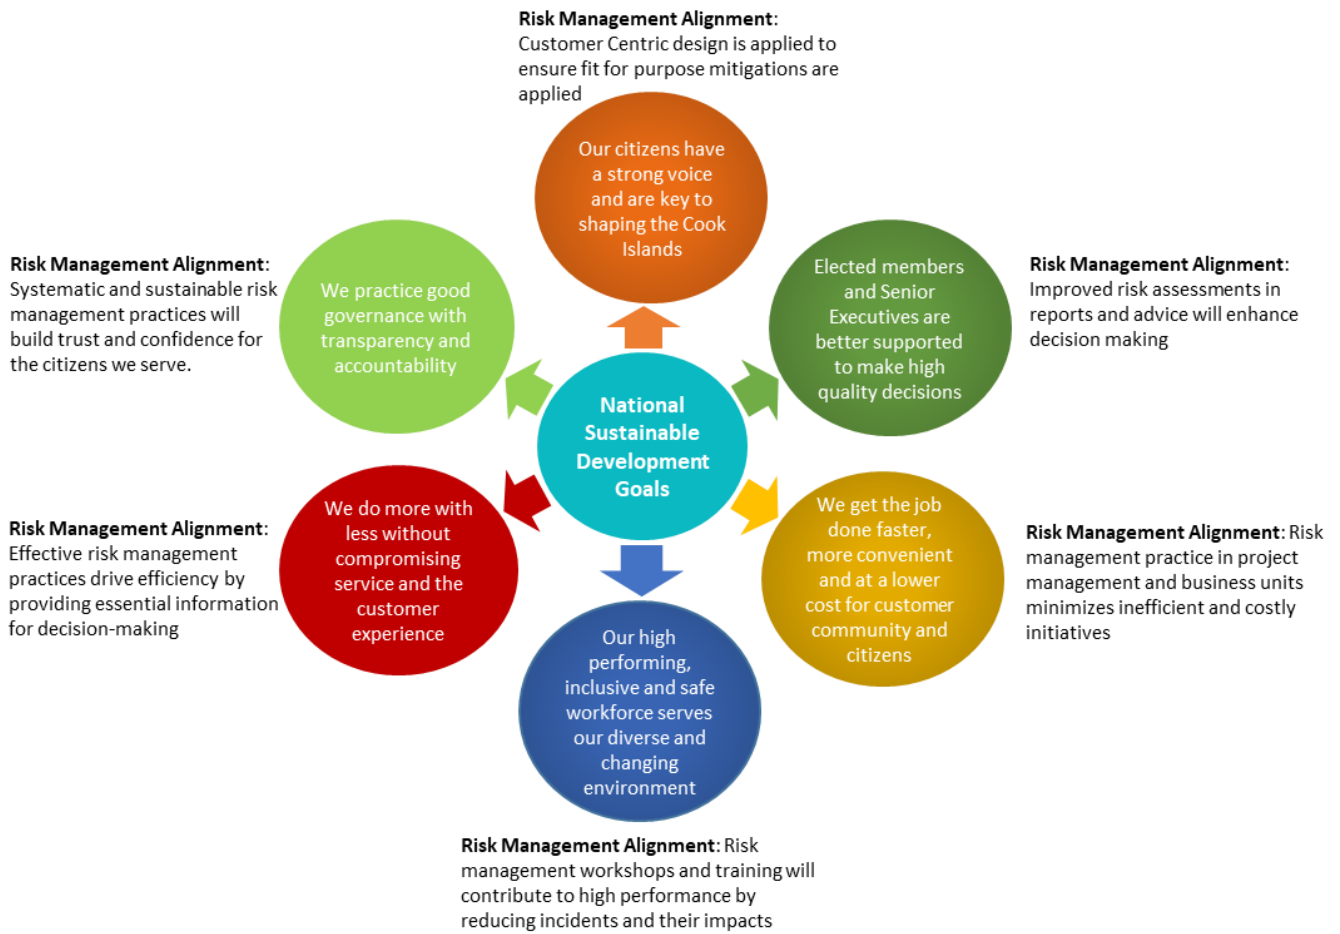 Risk Management Alignment:
Customer Centric design is applied to
ensure fit for purpose mitigations are
applied
Our citizens have
a strong voice
and are key to
shaping the Cook
Islands
Elected members
and Senior
Executives are
better supported
to make high
quality decisions
Risk Management Alignment:
Improved risk assessments in
reports and advice will enhance
decision making
We get the job
done faster,
more convenient
and at a lower
cost for customer
community and
citizens
Risk Management Alignment: Risk
management practice in project
management and business units
minimizes inefficient and costly
initiatives
Our high
performing,
inclusive and safe
workforce serves
our diverse and
changing
environment
Risk Management Alignment: Risk
management workshops and training will
contribute to high performance by
reducing incidents and their impacts
We do more with
less without
compromising
service and the
customer
experience
Risk Management Alignment:
Effective risk management
practices drive efficiency by
providing essential information
for decision-making
We practice good
governance with
transparency and
accountability
Risk Management Alignment:
Systematic and sustainable risk
management practices will
build trust and confidence for
the citizens we serve.
National
Sustainable
Development
Goals